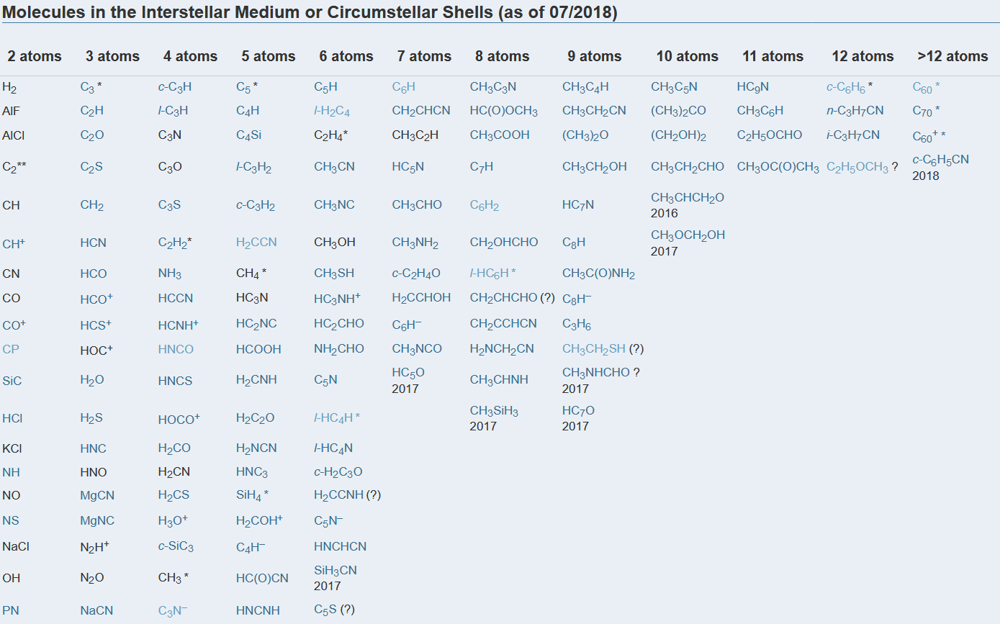 Molecules in the Interstellar Medium or Circumstellar Shells (as of 07/2018)
2 atoms 3 atoms 4 atoms 5 atoms 6 atoms 7 atoms 8 atoms 9 atoms 10 atoms 11 atoms 12 atoms >12 atoms
H₂ C₃ * c-C₃H C₅ * C₅H C₆H CH₃C₃N CH₃C₄H CH₃C₅N HC₉N c-C₆H₆ * C₆₀ *
AlF C₂H l-C₃H C₄H l-H₂C₄ CH₂CHCN HC(O)OCH₃ CH₃CH₂CN (CH₃)₂CO CH₃C₆H n-C₃H₇CN C₇₀ *
AlCl C₂O C₃N C₄Si C₂H₄* CH₃C₂H CH₃COOH (CH₃)₂O (CH₂OH)₂ C₂H₅OCHO i-C₃H₇CN C₆₀⁺ *
C₂** C₂S C₃O l-C₃H₂ CH₃CN HC₅N C₇H CH₃CH₂OH CH₃CH₂CHO CH₃OC(O)CH₃ C₂H₅OCH₃ ? c-C₆H₅CN
2018
CH CH₂ C₃S c-C₃H₂ CH₃NC CH₃CHO C₆H₂ HC₇N CH₃CHCH₂O
2016
CH⁺ HCN C₂H₂* H₂CCN CH₃OH CH₃NH₂ CH₂OHCHO C₈H CH₃OCH₂OH
2017
CN HCO NH₃ CH₄ * CH₃SH c-C₂H₄O l-HC₆H * CH₃C(O)NH₂
CO HCO⁺ HCCN HC₃N HC₃NH⁺ H₂CCHOH CH₂CHCHO (?) C₈H⁻
CO⁺ HCS⁺ HCNH⁺ HC₂NC HC₂CHO C₆H⁻ CH₂CCHCN C₃H₆
CP HOC⁺ HNCO HCOOH NH₂CHO CH₃NCO H₂NCH₂CN CH₃CH₂SH (?)
SiC H₂O HNCS H₂CNH C₅N HC₅O CH₃CHNH CH₃NHCHO ?
2017 2017
HCl H₂S HOCO⁺ H₂C₂O l-HC₄H * CH₃SiH₃ HC₇O
2017 2017
KCl HNC H₂CO H₂NCN l-HC₄N
NH HNO H₂CN HNC₃ c-H₂C₃O
NO MgCN H₂CS SiH₄ * H₂CCNH (?)
NS MgNC H₃O⁺ H₂COH⁺ C₅N⁻
NaCl N₂H⁺ c-SiC₃ C₄H⁻ HNCHCN
OH N₂O CH₃ * HC(O)CN SiH₃CN
2017
PN NaCN C₃N⁻ HNCNH C₅S (?)